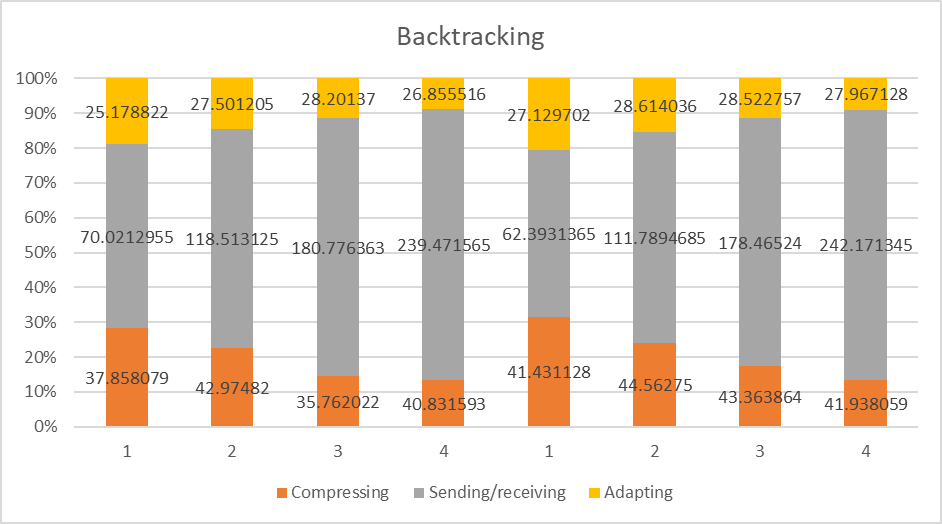 Backtracking
100%
90%
80%
70%
60%
50%
40%
30%
20%
10%
0%
25.178822 27.501205 28.20137 26.855516 27.129702 28.614036 28.522757 27.967128
70.0212955 118.513125 180.776363 239.471565 62.3931365 111.7894685 178.46524 242.171345
37.858079 42.97482 35.762022 40.831593 41.431128 44.56275 43.363864 41.938059
1 2 3 4 1 2 3 4
Compressing Sending/receiving Adapting